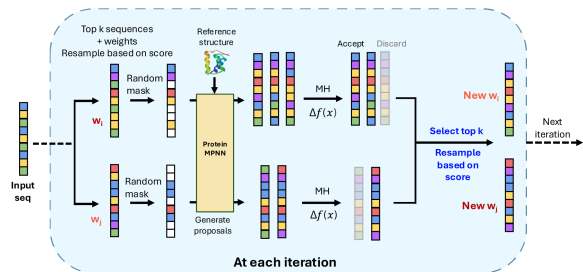 Top k sequences
+ weights
Resample based on score
Reference
structure
Random
mask
wᵢ
Protein
MPNN
MH
Δf(x)
Accept
Discard
New wᵢ
Select top k
Resample
based on
score
Next
iteration
Input
seq
Random
mask
wⱼ
Generate
proposals
MH
Δf(x)
New wⱼ
At each iteration